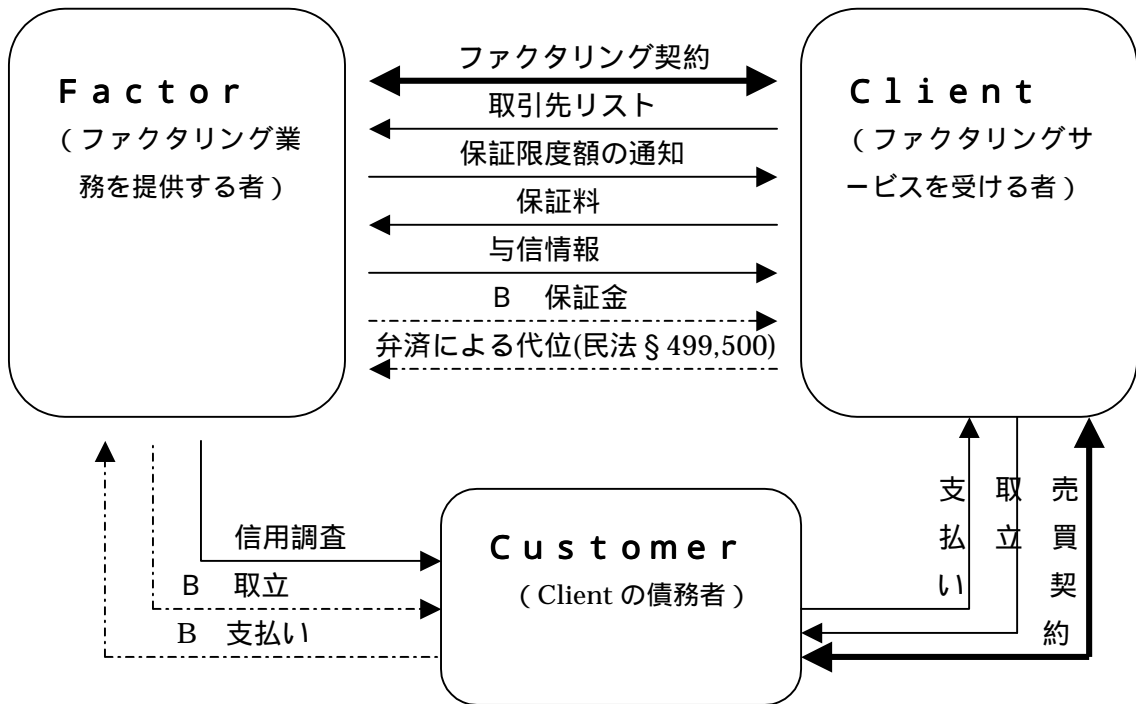 Ｆａｃｔｏｒ
（ファクタリング業
務を提供する者）
ファクタリング契約
取引先リスト
保証限度額の通知
保証料
与信情報
Ｂ　保証金
弁済による代位(民法§499,500)
Ｃｌｉｅｎｔ
（ファクタリングサ
ービスを受ける者）
信用調査
Ｂ　取立
Ｂ　支払い
Ｃｕｓｔｏｍｅｒ
（Client の債務者）
支払い
取立
売買契約